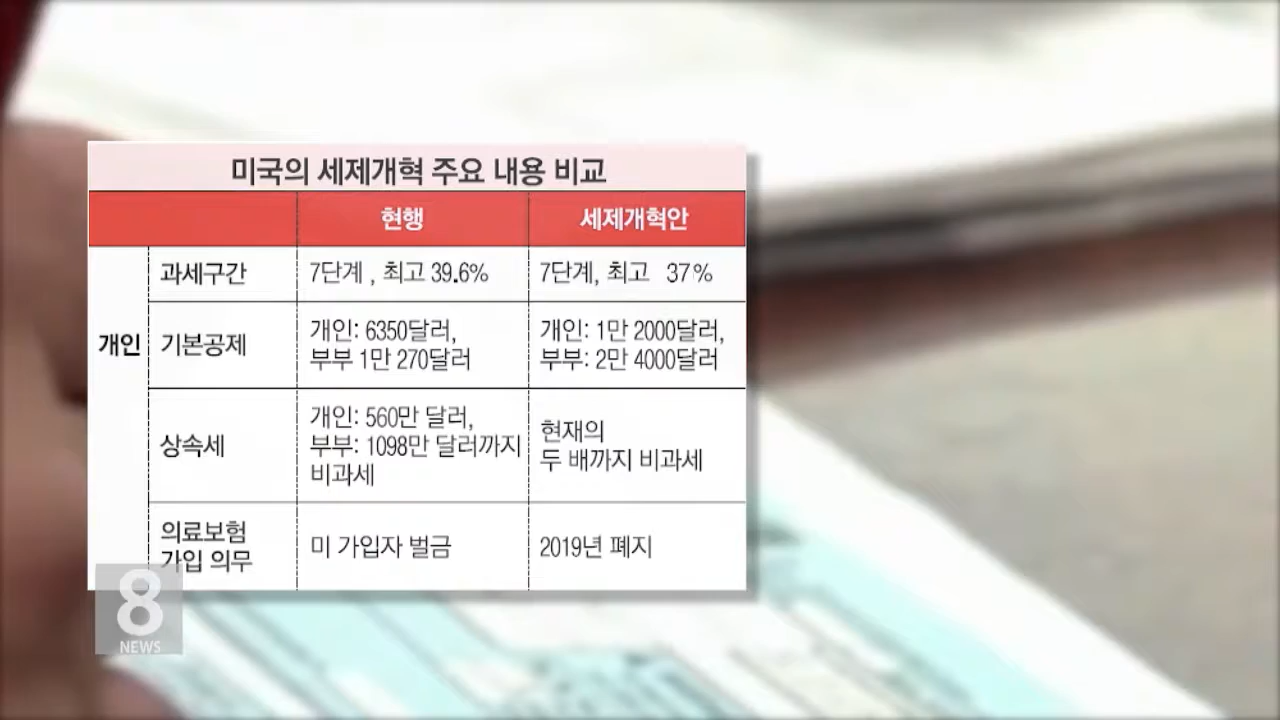 미국의 세제개혁 주요 내용 비교
현행 세제개혁안
과세구간 7단계 , 최고 39.6% 7단계, 최고 37%
개인 기본공제
개인: 6350달러,
부부 1만 270달러
개인: 1만 2000달러,
부부: 2만 4000달러
상속세
개인: 560만 달러,
부부: 1098만 달러까지
비과세
현재의
두 배까지 비과세
의료보험
가입 의무
미 가입자 벌금
2019년 폐지
8
NEWS